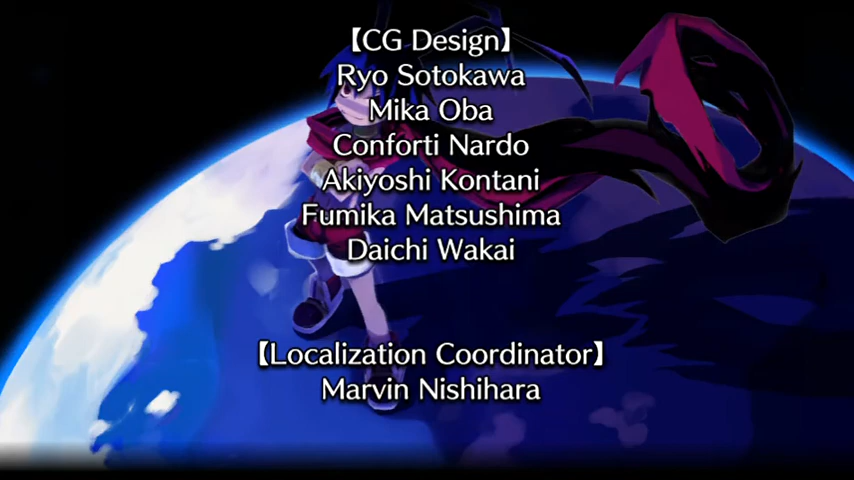 【CG Design】
Ryo Sotokawa
Mika Oba
Conforti Nardo
Akiyoshi Kontani
Fumika Matsushima
Daichi Wakai
【Localization Coordinator】
Marvin Nishihara